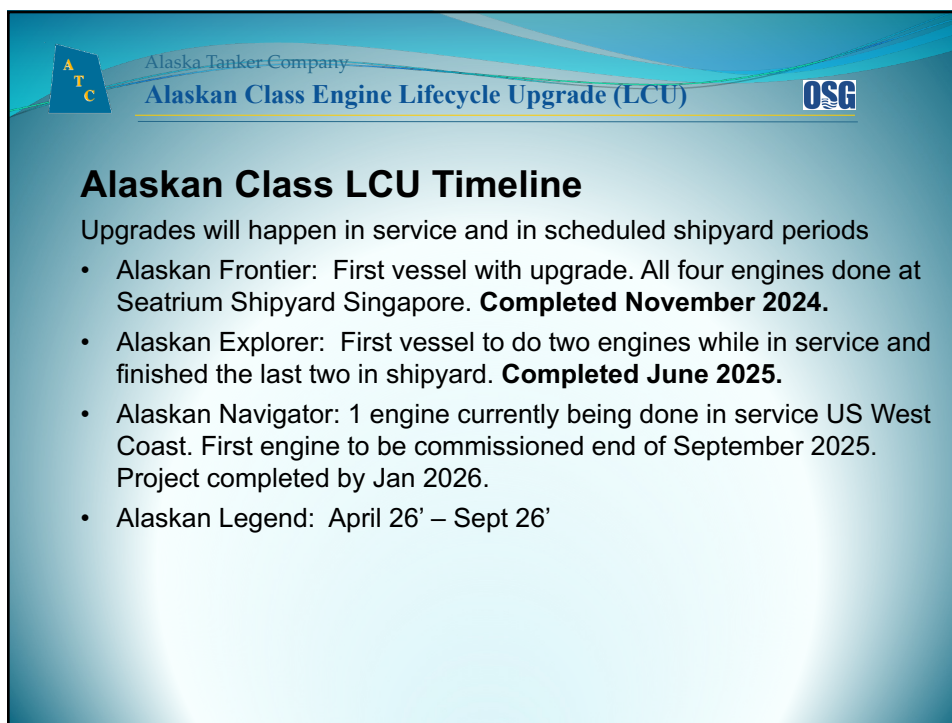 A
T
C
Alaska Tanker Company
Alaskan Class Engine Lifecycle Upgrade (LCU)
OSG
Alaskan Class LCU Timeline
Upgrades will happen in service and in scheduled shipyard periods
• Alaskan Frontier:  First vessel with upgrade. All four engines done at
Seatrium Shipyard Singapore. Completed November 2024.
• Alaskan Explorer:  First vessel to do two engines while in service and
finished the last two in shipyard. Completed June 2025.
• Alaskan Navigator: 1 engine currently being done in service US West
Coast. First engine to be commissioned end of September 2025.
Project completed by Jan 2026.
• Alaskan Legend:  April 26’ – Sept 26’